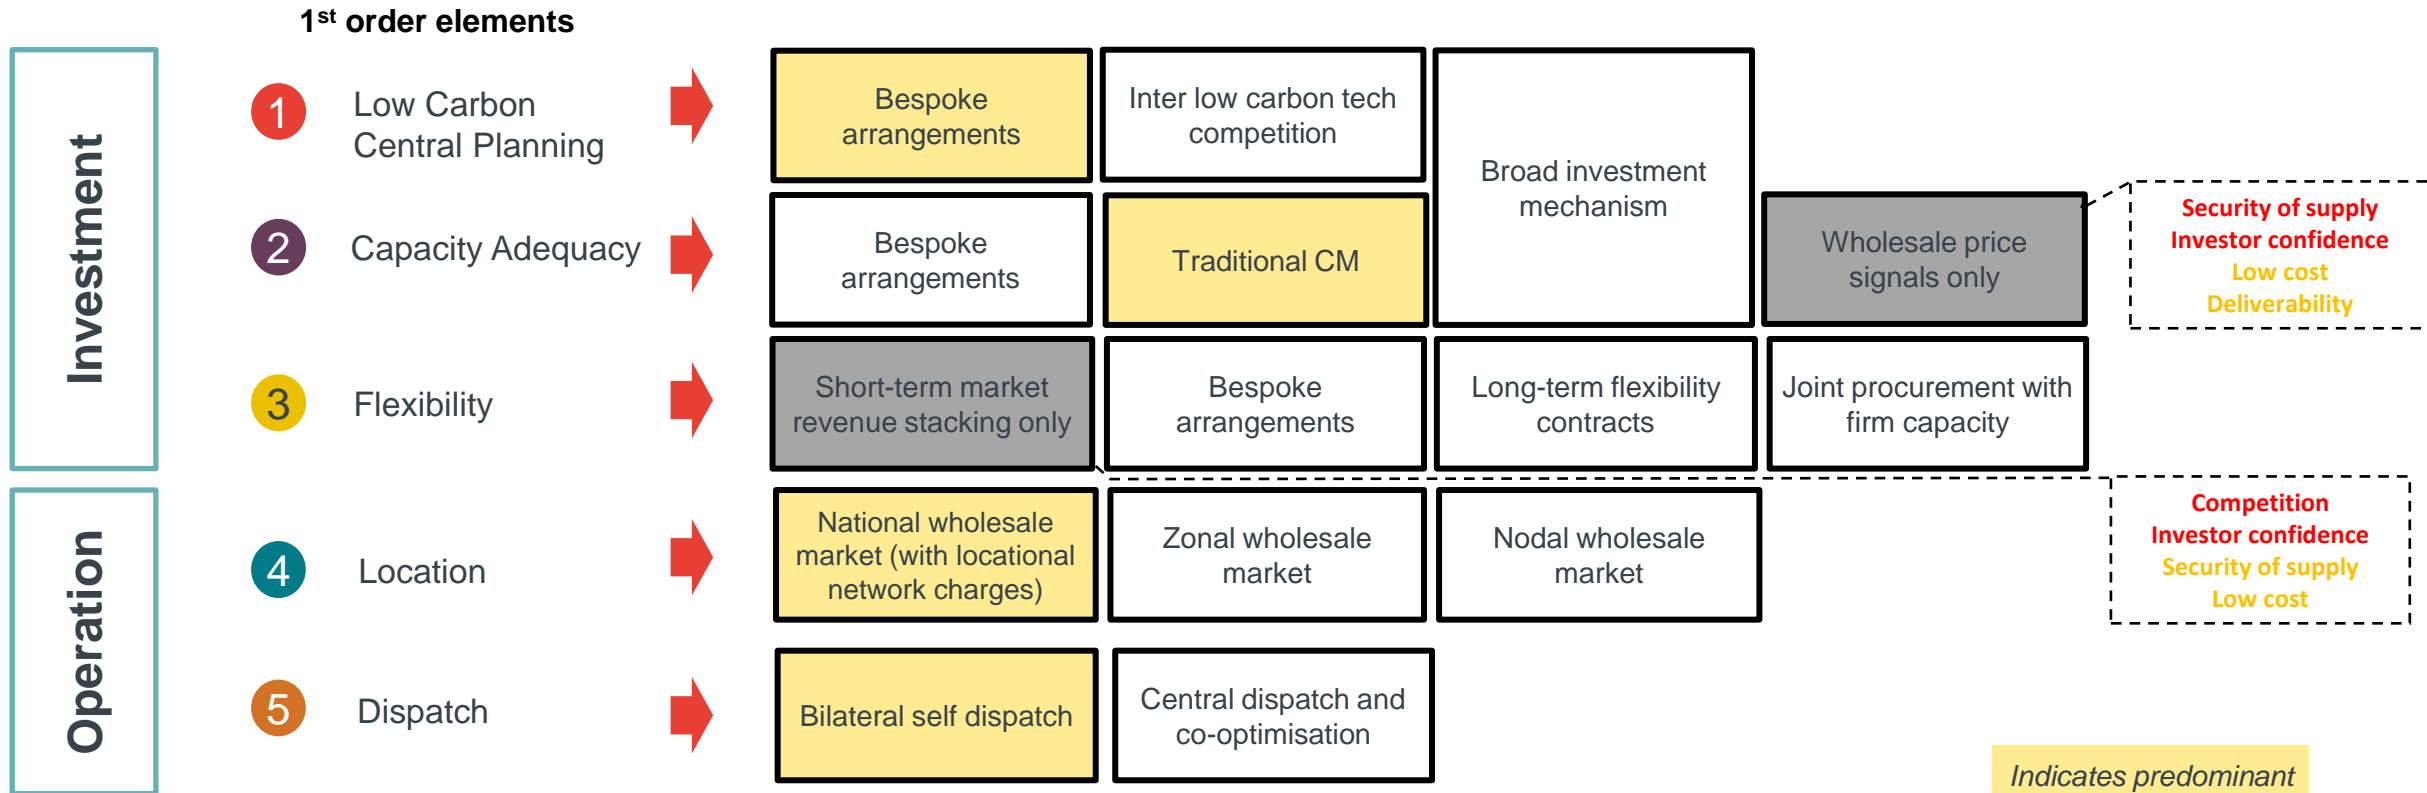 1st order elements
Investment
1
Low Carbon
Central Planning
Bespoke
arrangements
Inter low carbon tech
competition
Broad investment
mechanism
2
Capacity Adequacy
Bespoke
arrangements
Traditional CM
Wholesale price
signals only
Security of supply
Investor confidence
Low cost
Deliverability
3
Flexibility
Short-term market
revenue stacking only
Bespoke
arrangements
Long-term flexibility
contracts
Joint procurement with
firm capacity
Operation
4
Location
National wholesale
market (with locational
network charges)
Zonal wholesale
market
Nodal wholesale
market
Competition
Investor confidence
Security of supply
Low cost
5
Dispatch
Bilateral self dispatch
Central dispatch and
co-optimisation
Indicates predominant